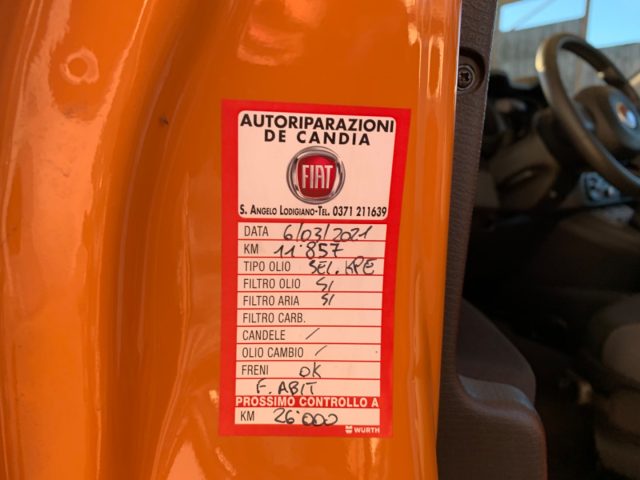 AUTORIPARAZIONI
DE CANDIA
FIAT
S. ANGELO LODIGIANO-TEL. 0371 211639
DATA 6/03/2021
KM 11'857
TIPO OLIO SEL. KPE
FILTRO OLIO SI
FILTRO ARIA SI
FILTRO CARB.
CANDELE /
OLIO CAMBIO /
FRENI OK
F. ABIT
PROSSIMO CONTROLLO A
KM 26'000
WURTH